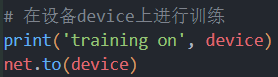 # 在设备device上进行训练
print('training on', device)
net.to(device)